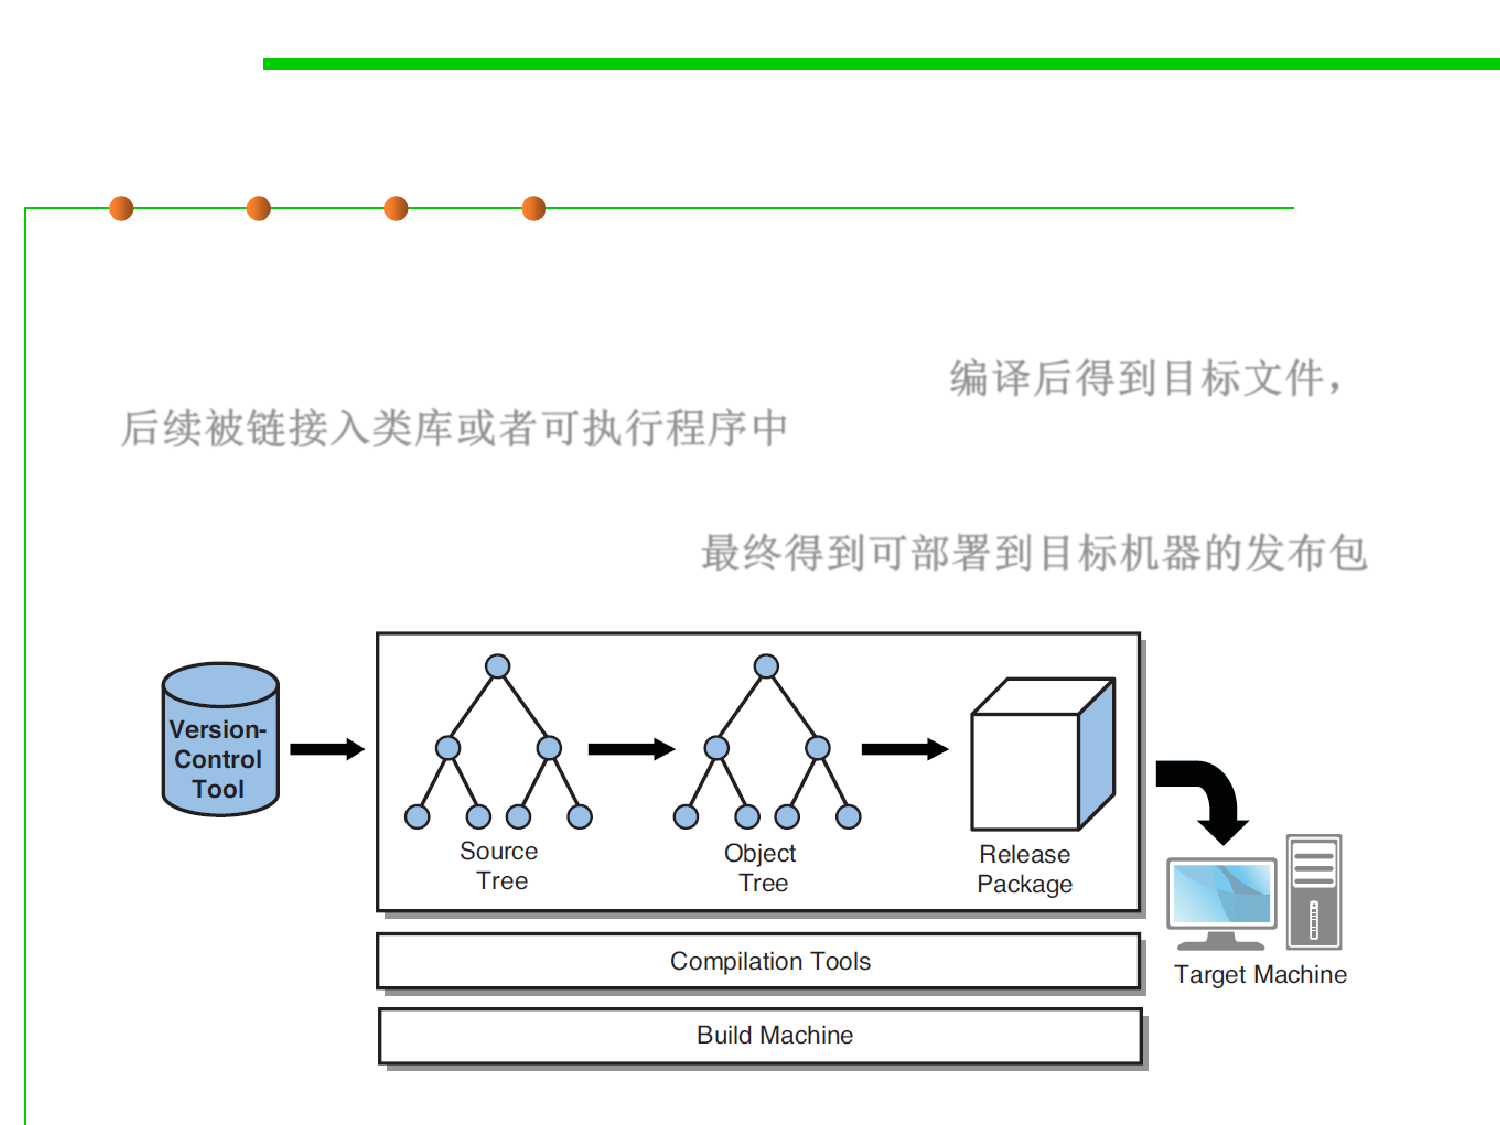 编译后得到目标文件，
后续被链接入类库或者可执行程序中
最终得到可部署到目标机器的发布包
Version-
Control
Tool
Source
Tree
Object
Tree
Release
Package
Compilation Tools
Build Machine
Target Machine